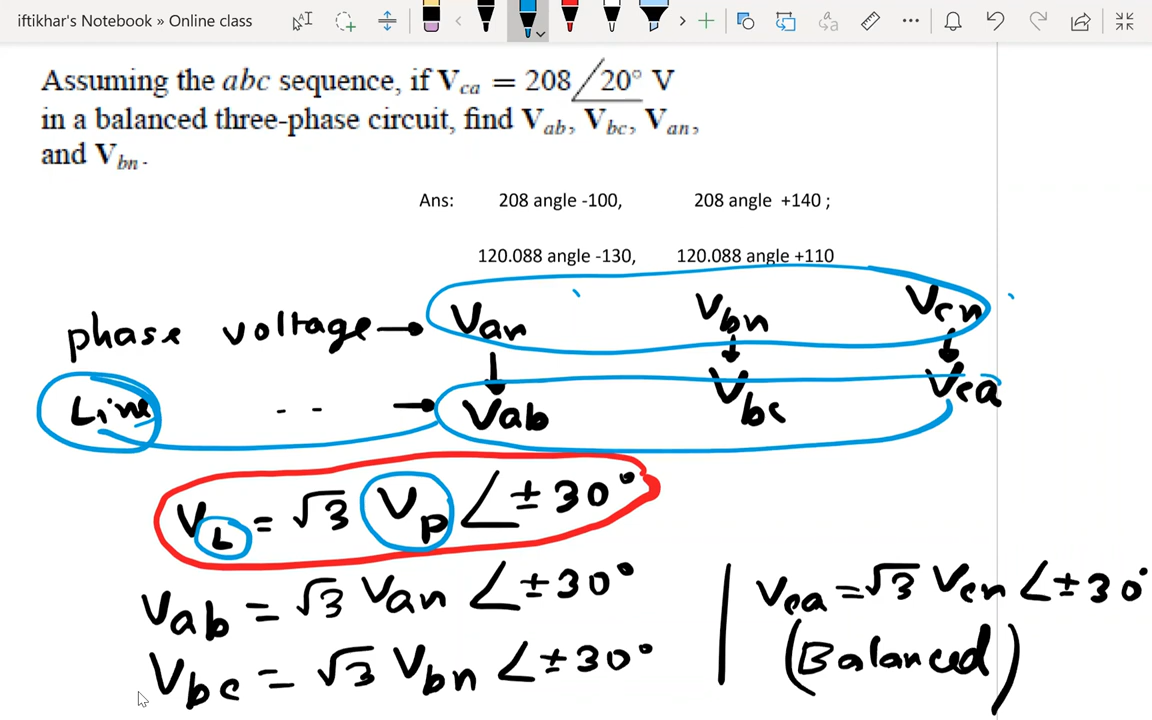 iftikhar's Notebook » Online class
Assuming the abc sequence, if Vca = 208/20° V
in a balanced three-phase circuit, find Vab, Vbc, Van,
and Vbn.
Ans: 208 angle -100, 208 angle +140 ;
120.088 angle -130, 120.088 angle +110
phase voltage → Van Vbn Vcn
Line - - → Vab Vbc Vca
VL = √3 Vp ∠±30°
Vab = √3 Van ∠±30°
Vbc = √3 Vbn ∠±30°
Vca = √3 Vcn ∠±30°
(Balanced)